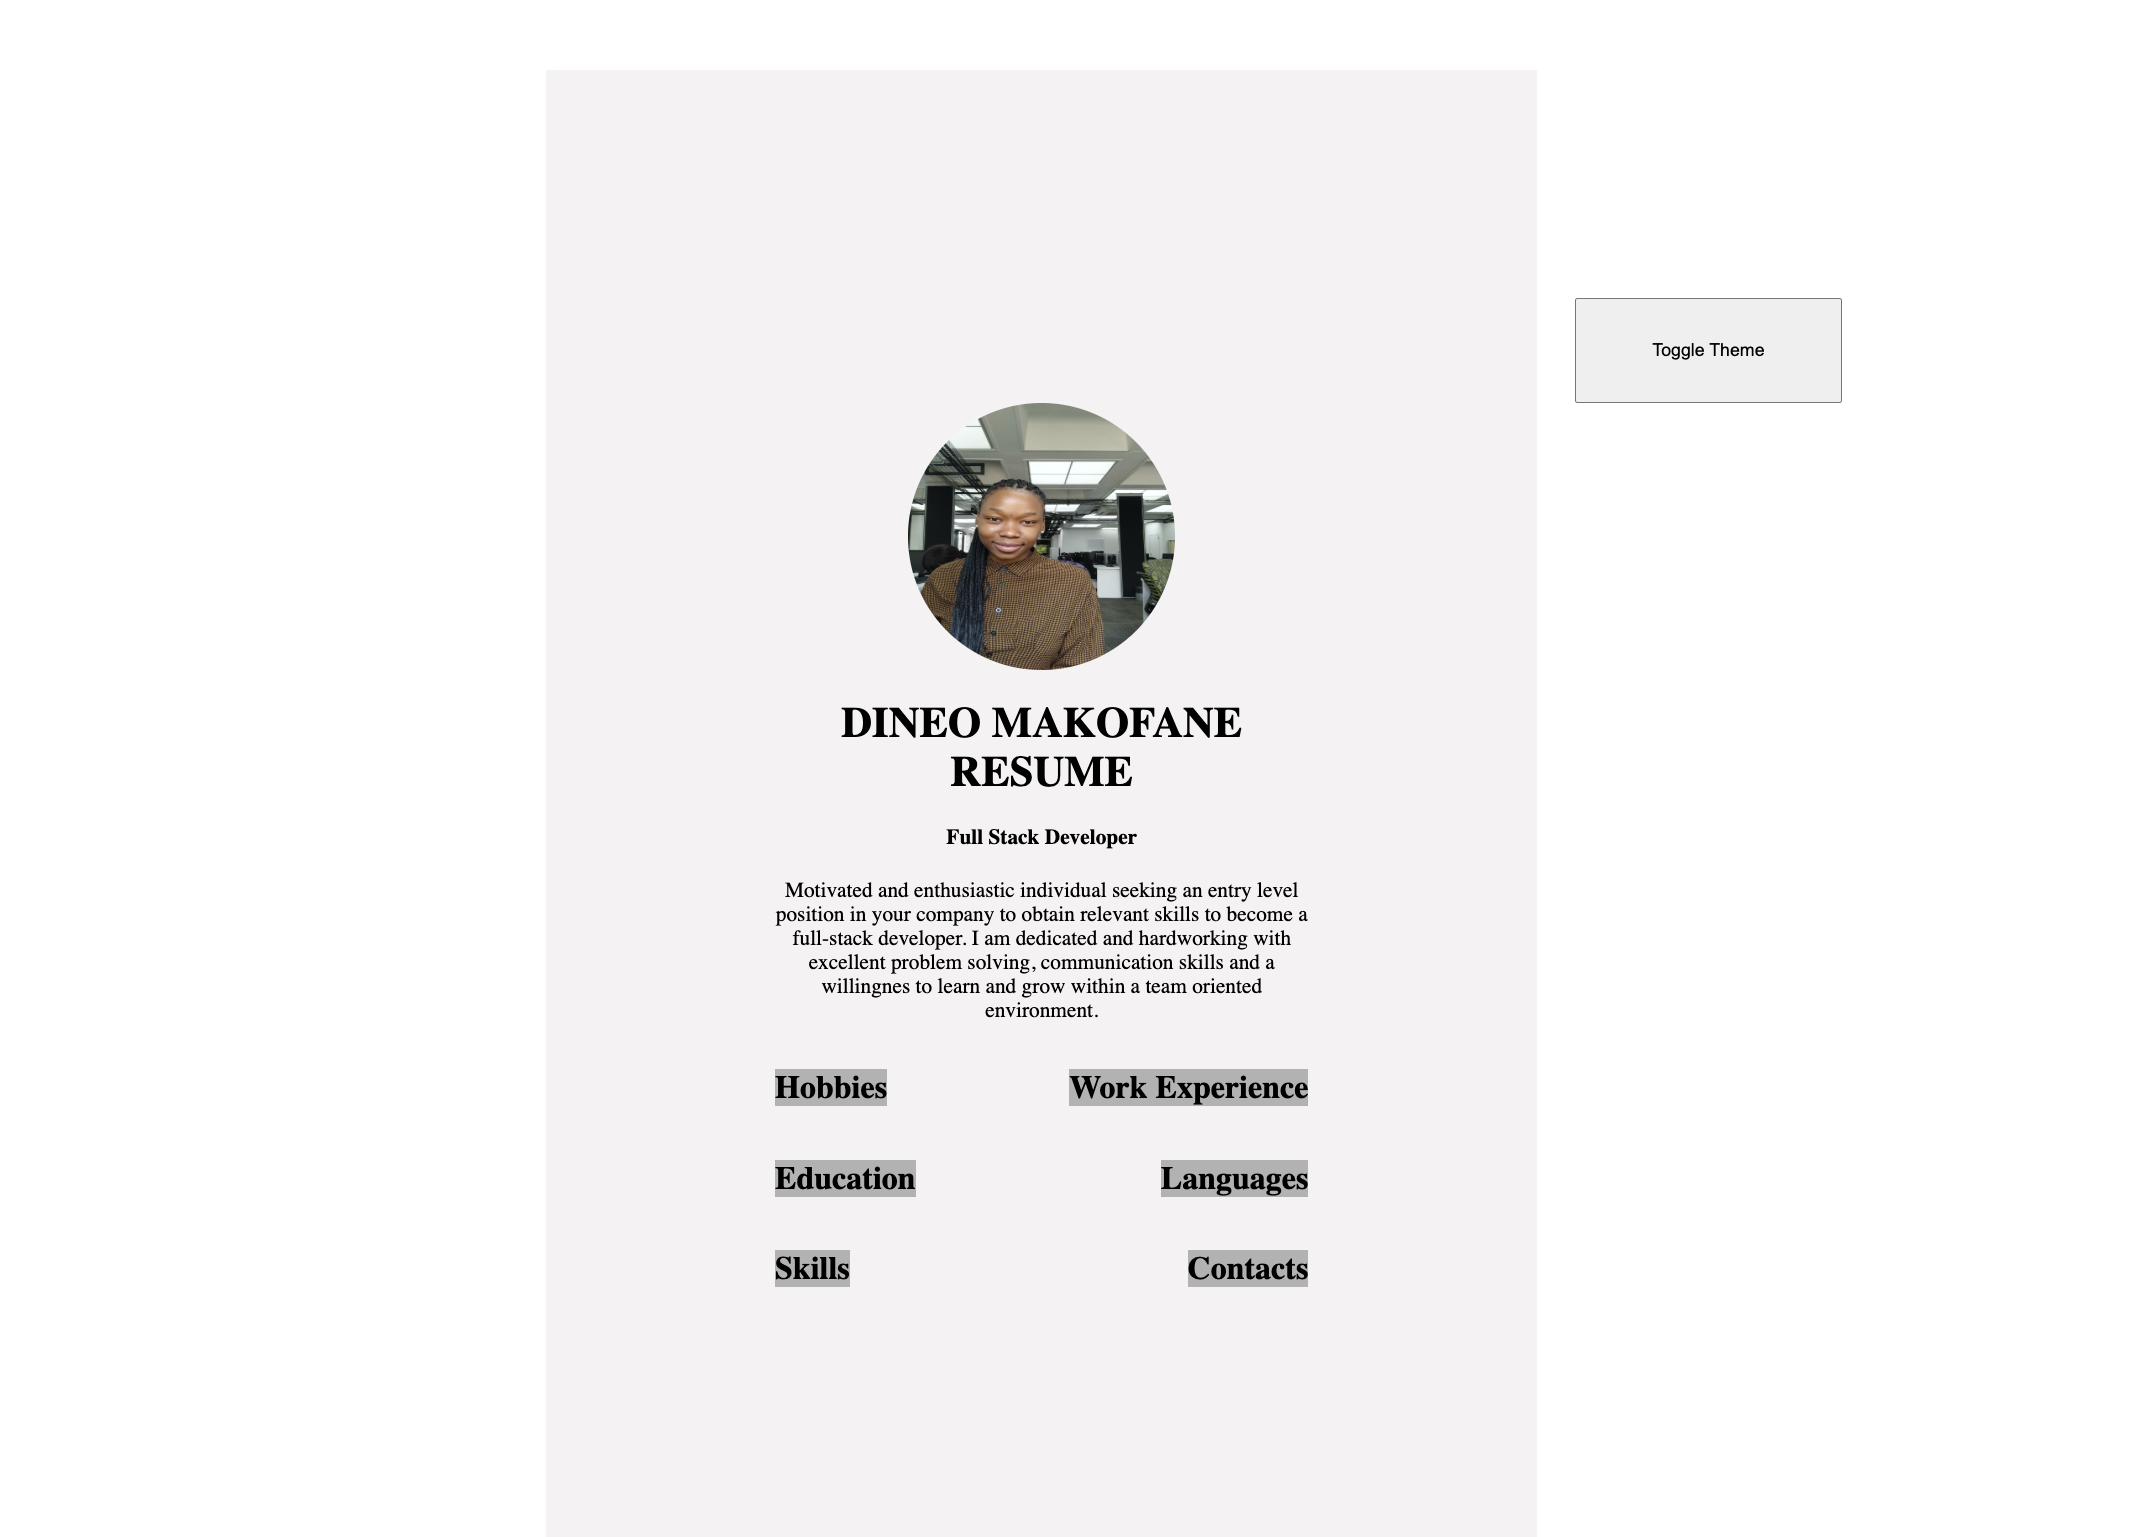 Toggle Theme
DINEO MAKOFANE
RESUME
Full Stack Developer
Motivated and enthusiastic individual seeking an entry level
position in your company to obtain relevant skills to become a
full-stack developer. I am dedicated and hardworking with
excellent problem solving, communication skills and a
willingnes to learn and grow within a team oriented
environment.
Hobbies
Work Experience
Education
Languages
Skills
Contacts